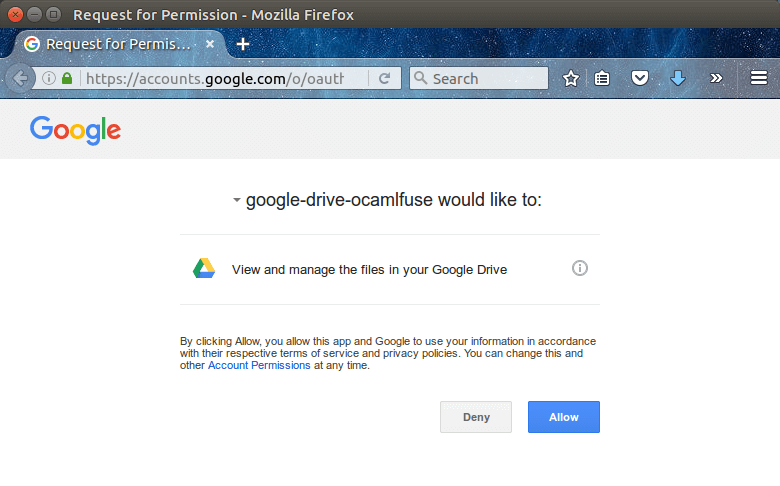 Request for Permission - Mozilla Firefox
Request for Permis...
https://accounts.google.com/o/oauth
Search
Google
google-drive-ocamlfuse would like to:
View and manage the files in your Google Drive
By clicking Allow, you allow this app and Google to use your information in accordance
with their respective terms of service and privacy policies. You can change this and
other Account Permissions at any time.
Deny
Allow